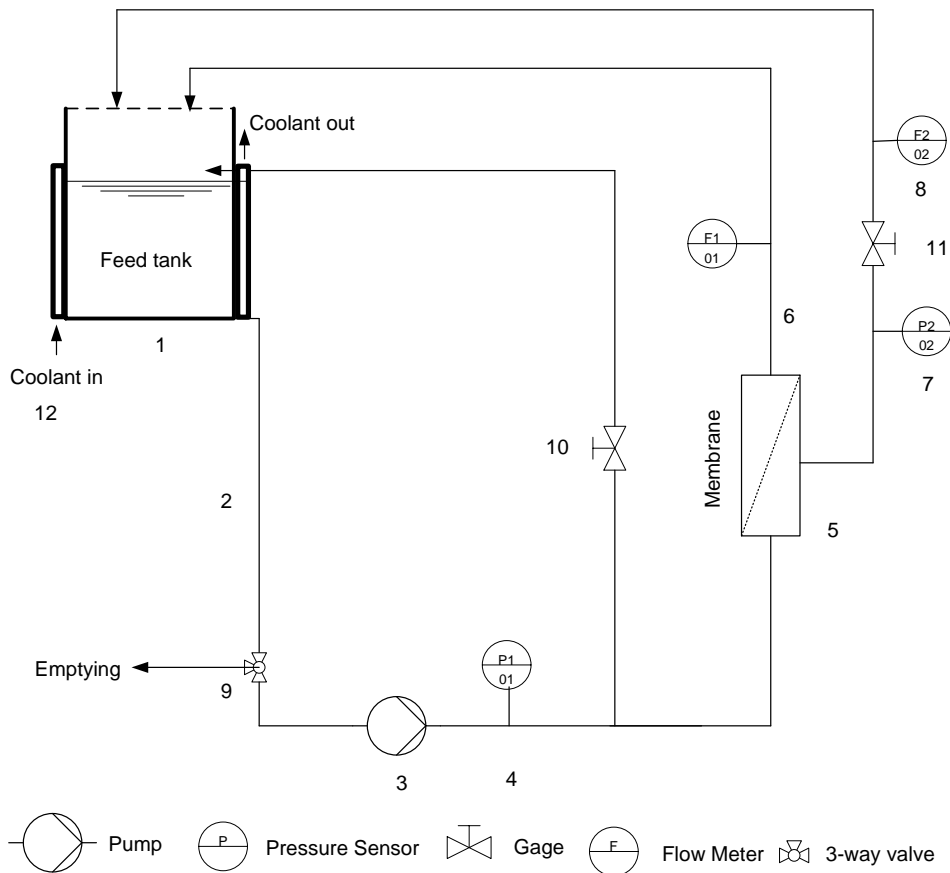 Coolant out
F2
02
8
F1
01
11
Feed tank
6
P2
02
1
7
Coolant in
12
10
Membrane
2
5
P1
01
Emptying
9
3
4
Pump
P
Pressure Sensor
Gage
F
Flow Meter
3-way valve